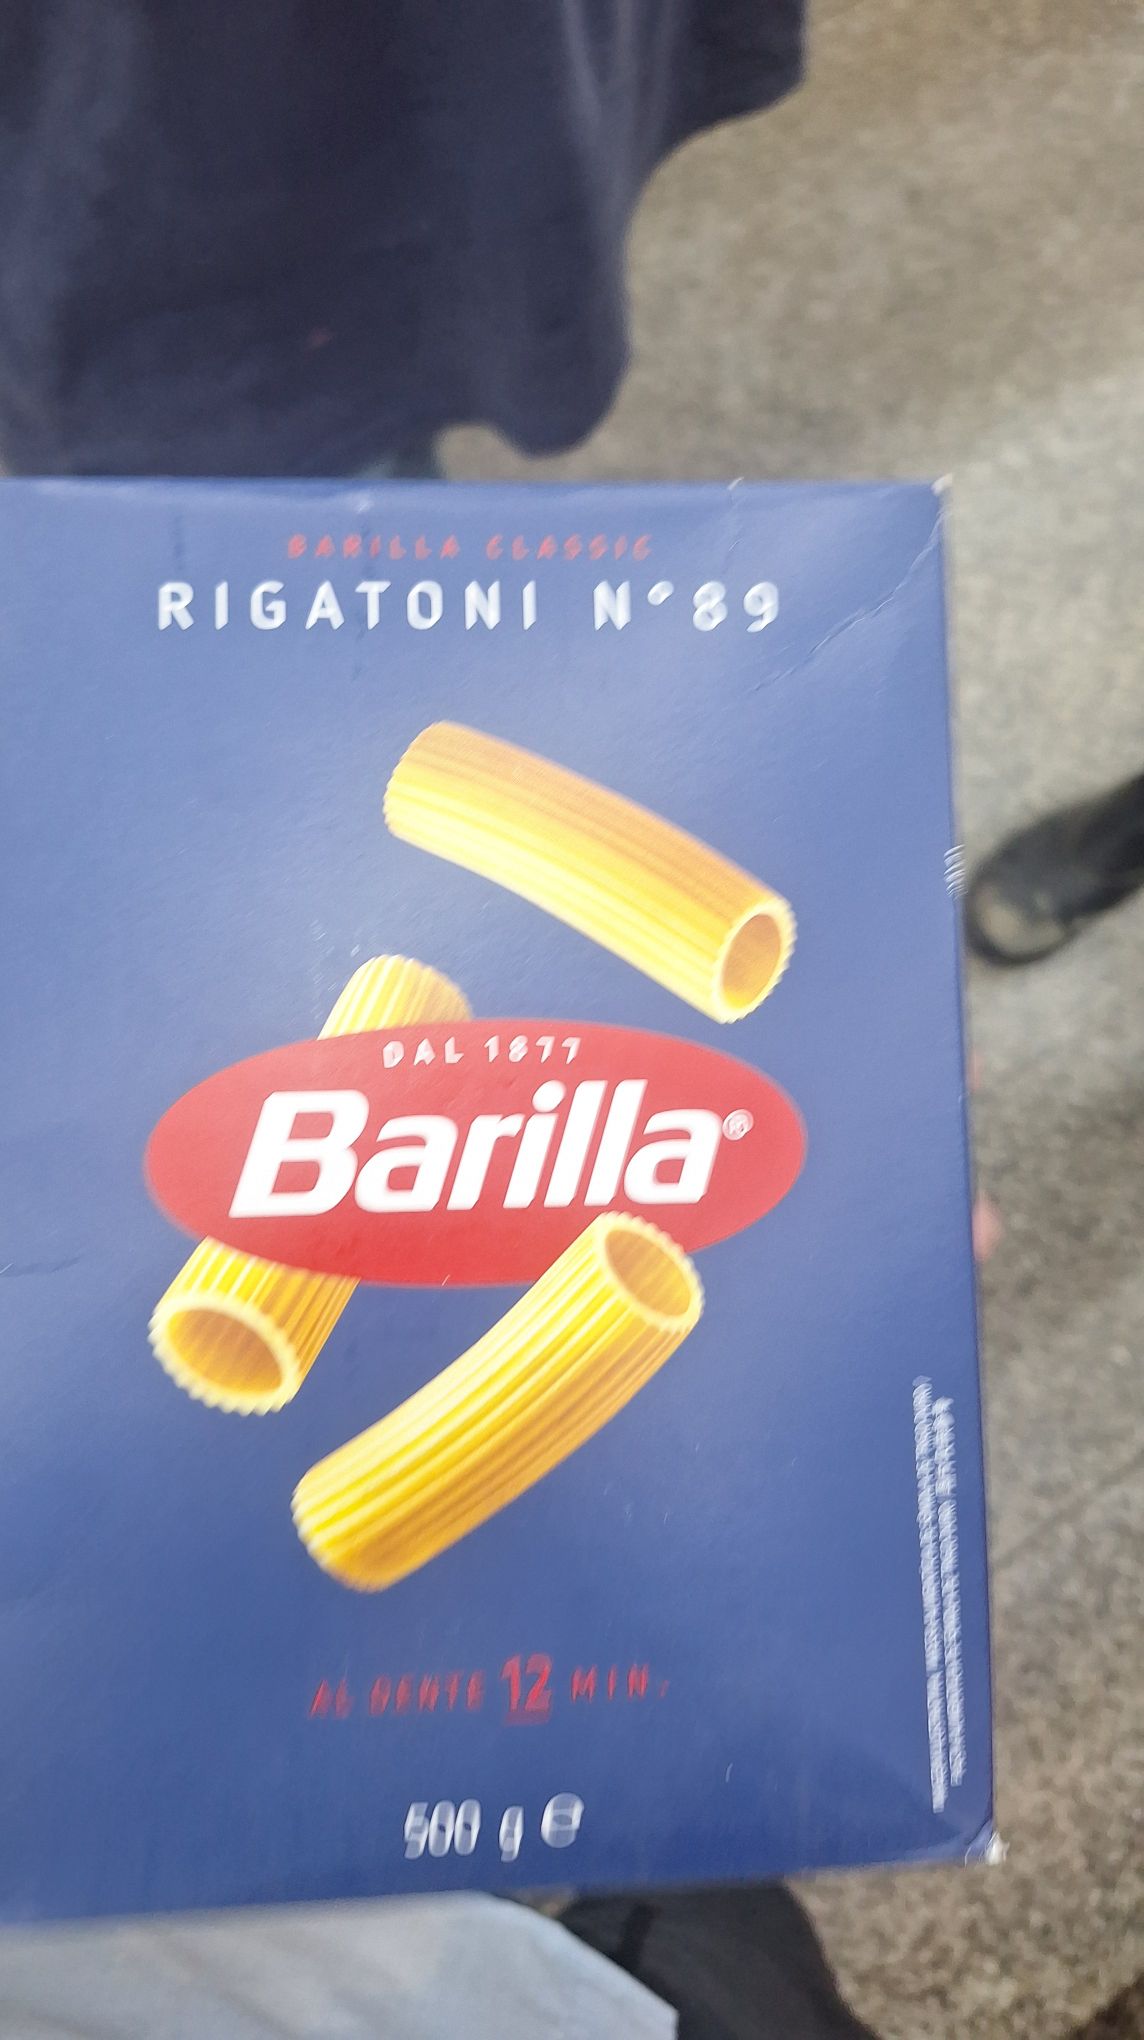 BARILLA CLASSIC
RIGATONI N°89
DAL 1877
Barilla®
AL DENTE 12 MIN.
500 g ℮